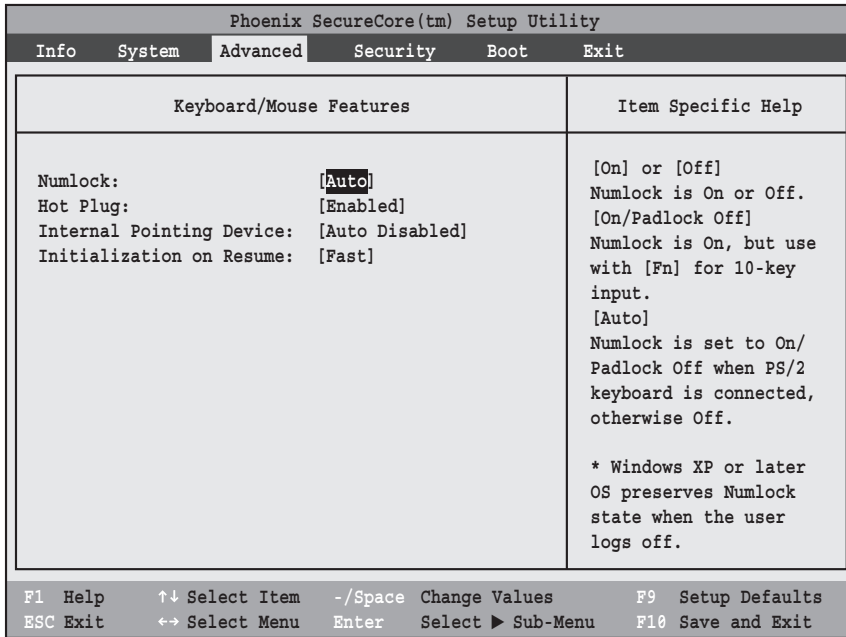 Phoenix SecureCore(tm) Setup Utility
Info System Advanced Security Boot Exit
Keyboard/Mouse Features
Numlock: [Auto]
Hot Plug: [Enabled]
Internal Pointing Device: [Auto Disabled]
Initialization on Resume: [Fast]
Item Specific Help
[On] or [Off]
Numlock is On or Off.
[On/Padlock Off]
Numlock is On, but use
with [Fn] for 10-key
input.
[Auto]
Numlock is set to On/
Padlock Off when PS/2
keyboard is connected,
otherwise Off.
* Windows XP or later
OS preserves Numlock
state when the user
logs off.
F1 Help ↑↓ Select Item -/Space Change Values F9 Setup Defaults
ESC Exit ←→ Select Menu Enter Select ▶ Sub-Menu F10 Save and Exit